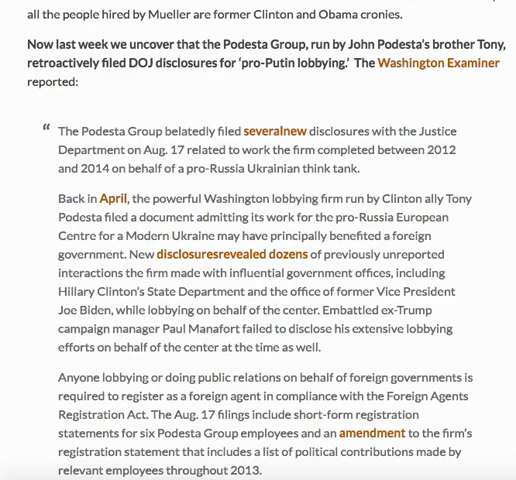 all the people hired by Mueller are former Clinton and Obama cronies.
Now last week we uncover that the Podesta Group, run by John Podesta's brother Tony,
retroactively filed DOJ disclosures for 'pro-Putin lobbying.' The Washington Examiner
reported:
“ The Podesta Group belatedly filed severalnew disclosures with the Justice
Department on Aug. 17 related to work the firm completed between 2012
and 2014 on behalf of a pro-Russia Ukrainian think tank.
Back in April, the powerful Washington lobbying firm run by Clinton ally Tony
Podesta filed a document admitting its work for the pro-Russia European
Centre for a Modern Ukraine may have principally benefited a foreign
government. New disclosuresrevealed dozens of previously unreported
interactions the firm made with influential government offices, including
Hillary Clinton's State Department and the office of former Vice President
Joe Biden, while lobbying on behalf of the center. Embattled ex-Trump
campaign manager Paul Manafort failed to disclose his extensive lobbying
efforts on behalf of the center at the time as well.
Anyone lobbying or doing public relations on behalf of foreign governments is
required to register as a foreign agent in compliance with the Foreign Agents
Registration Act. The Aug. 17 filings include short-form registration
statements for six Podesta Group employees and an amendment to the firm's
registration statement that includes a list of political contributions made by
relevant employees throughout 2013.